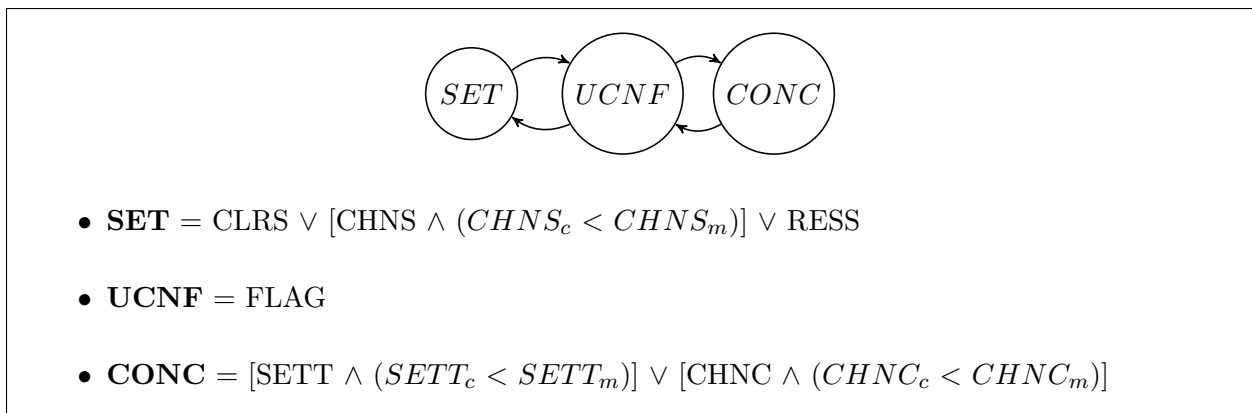 SET UCNF CONC
• SET = CLRS ∨ [CHNS ∧ (CHNS_c < CHNS_m)] ∨ RESS
• UCNF = FLAG
• CONC = [SETT ∧ (SETT_c < SETT_m)] ∨ [CHNC ∧ (CHNC_c < CHNC_m)]